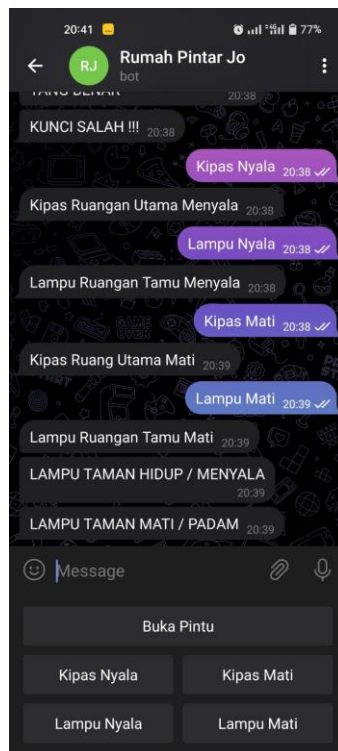 20:41
77%
RJ
Rumah Pintar Jo
bot
20:38
KUNCI SALAH !!! 20:38
Kipas Nyala 20:38
Kipas Ruangan Utama Menyala 20:38
Lampu Nyala 20:38
Lampu Ruangan Tamu Menyala 20:38
Kipas Mati 20:38
Kipas Ruang Utama Mati 20:39
Lampu Mati 20:39
Lampu Ruangan Tamu Mati 20:39
LAMPU TAMAN HIDUP / MENYALA
20:39
LAMPU TAMAN MATI / PADAM 20:39
Message
Buka Pintu
Kipas Nyala Kipas Mati
Lampu Nyala Lampu Mati